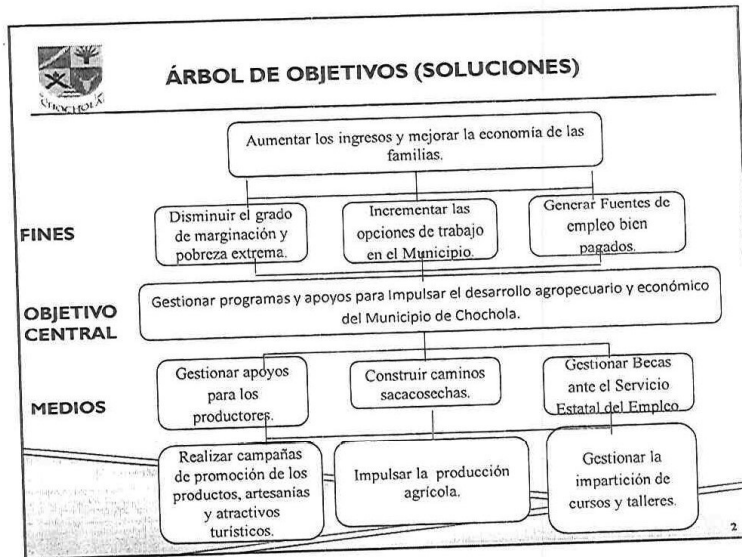 CHOCHOLÁ
ÁRBOL DE OBJETIVOS (SOLUCIONES)
Aumentar los ingresos y mejorar la economía de las
familias.
FINES
Disminuir el grado
de marginación y
pobreza extrema.
Incrementar las
opciones de trabajo
en el Municipio.
Generar Fuentes de
empleo bien
pagados.
OBJETIVO
CENTRAL
Gestionar programas y apoyos para Impulsar el desarrollo agropecuario y económico
del Municipio de Chochola.
MEDIOS
Gestionar apoyos
para los
productores.
Construir caminos
sacacosechas.
Gestionar Becas
ante el Servicio
Estatal del Empleo
Realizar campañas
de promoción de los
productos, artesanías
y atractivos
turísticos.
Impulsar la producción
agrícola.
Gestionar la
impartición de
cursos y talleres.
2